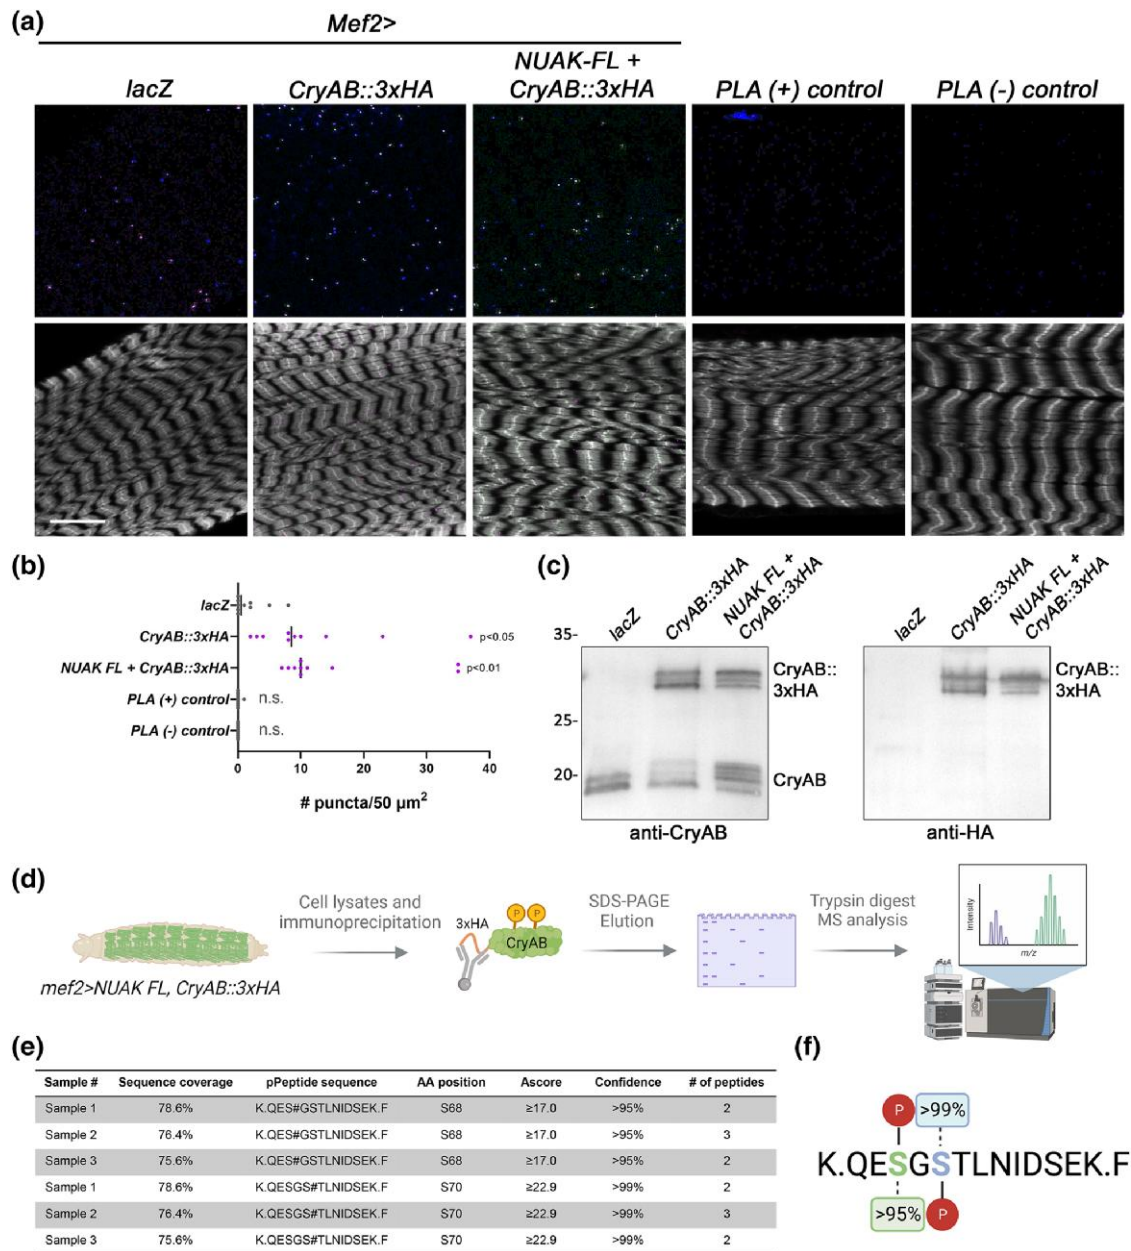 (a)
Mef2>
lacZ
CryAB::3xHA
NUAK-FL +
CryAB::3xHA
PLA (+) control
PLA (-) control
(b)
lacZ
CryAB::3xHA
p<0.05
NUAK FL + CryAB::3xHA
p<0.01
PLA (+) control
n.s.
PLA (-) control
n.s.
0 10 20 30 40
# puncta/50 µm²
(c)
lacZ
CryAB::3xHA
NUAK FL +
CryAB::3xHA
35-
25-
20-
CryAB::
3xHA
CryAB
anti-CryAB
lacZ
CryAB::3xHA
NUAK FL +
CryAB::3xHA
CryAB::
3xHA
anti-HA
(d)
mef2>NUAK FL, CryAB::3xHA
Cell lysates and
immunoprecipitation
3xHA
P P
CryAB
SDS-PAGE
Elution
Trypsin digest
MS analysis
Intensity
m/z
(e)
Sample # Sequence coverage pPeptide sequence AA position Ascore Confidence # of peptides
Sample 1 78.6% K.QES#GSTLNIDSEK.F S68 ≥17.0 >95% 2
Sample 2 76.4% K.QES#GSTLNIDSEK.F S68 ≥17.0 >95% 3
Sample 3 75.6% K.QES#GSTLNIDSEK.F S68 ≥17.0 >95% 2
Sample 1 78.6% K.QESGS#TLNIDSEK.F S70 ≥22.9 >99% 2
Sample 2 76.4% K.QESGS#TLNIDSEK.F S70 ≥22.9 >99% 3
Sample 3 75.6% K.QESGS#TLNIDSEK.F S70 ≥22.9 >99% 2
(f)
P >99%
K.QESGSTLNIDSEK.F
>95% P